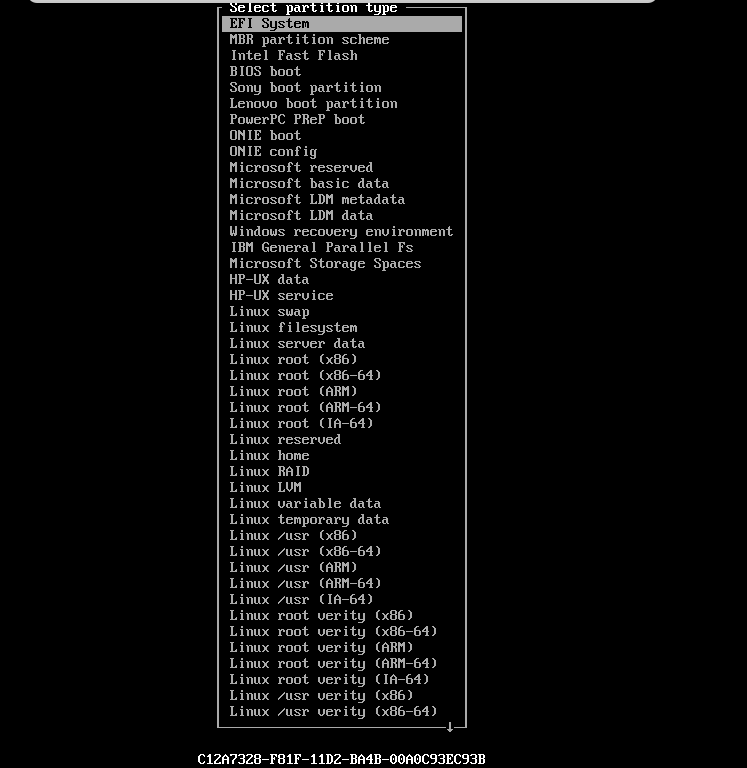 Select partition type
EFI System
MBR partition scheme
Intel Fast Flash
BIOS boot
Sony boot partition
Lenovo boot partition
PowerPC PReP boot
ONIE boot
ONIE config
Microsoft reserved
Microsoft basic data
Microsoft LDM metadata
Microsoft LDM data
Windows recovery environment
IBM General Parallel Fs
Microsoft Storage Spaces
HP-UX data
HP-UX service
Linux swap
Linux filesystem
Linux server data
Linux root (x86)
Linux root (x86-64)
Linux root (ARM)
Linux root (ARM-64)
Linux root (IA-64)
Linux reserved
Linux home
Linux RAID
Linux LVM
Linux variable data
Linux temporary data
Linux /usr (x86)
Linux /usr (x86-64)
Linux /usr (ARM)
Linux /usr (ARM-64)
Linux /usr (IA-64)
Linux root verity (x86)
Linux root verity (x86-64)
Linux root verity (ARM)
Linux root verity (ARM-64)
Linux root verity (IA-64)
Linux /usr verity (x86)
Linux /usr verity (x86-64)
C12A7328-F81F-11D2-BA4B-00A0C93EC93B